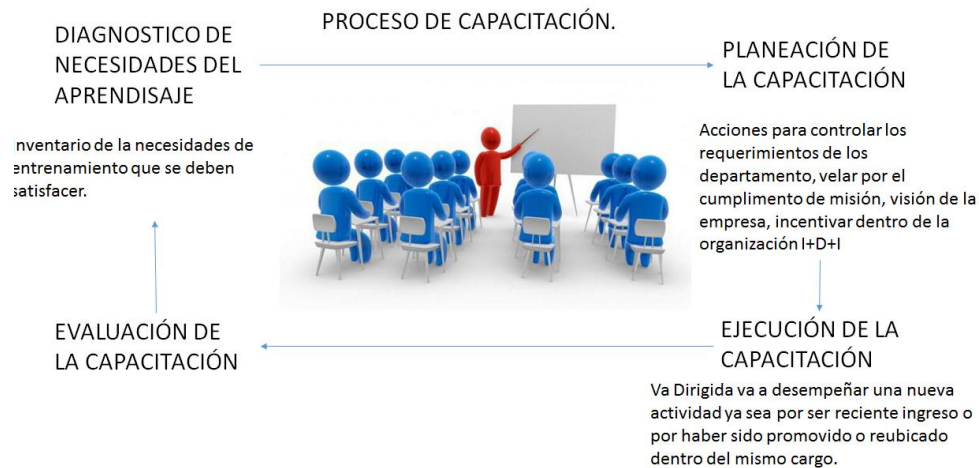 PROCESO DE CAPACITACIÓN.
DIAGNOSTICO DE
NECESIDADES DEL
APRENDISAJE
nventario de la necesidades de
entrenamiento que se deben
satisfacer.
PLANEACIÓN DE
LA CAPACITACIÓN
Acciones para controlar los
requerimientos de los
departamento, velar por el
cumplimento de misión, visión de la
empresa, incentivar dentro de la
organización I+D+I
EJECUCIÓN DE LA
CAPACITACIÓN
Va Dirigida va a desempeñar una nueva
actividad ya sea por ser reciente ingreso o
por haber sido promovido o reubicado
dentro del mismo cargo.
EVALUACIÓN DE
LA CAPACITACIÓN